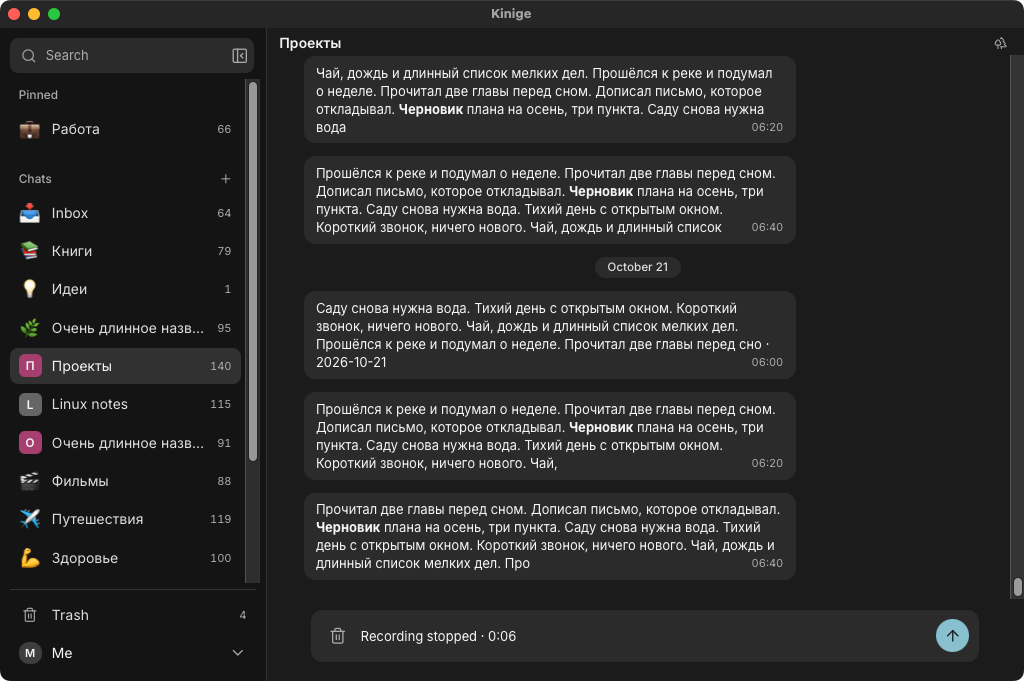 Kinige
Search
Pinned
Работа 66
Chats
Inbox 64
Книги 79
Идеи 1
Очень длинное назв... 95
П Проекты 140
L Linux notes 115
О Очень длинное назв... 91
Фильмы 88
Путешествия 119
Здоровье 100
Trash 4
M Me
Проекты
Чай, дождь и длинный список мелких дел. Прошёлся к реке и подумал
о неделе. Прочитал две главы перед сном. Дописал письмо, которое
откладывал. Черновик плана на осень, три пункта. Саду снова нужна
вода 06:20
Прошёлся к реке и подумал о неделе. Прочитал две главы перед сном.
Дописал письмо, которое откладывал. Черновик плана на осень, три
пункта. Саду снова нужна вода. Тихий день с открытым окном.
Короткий звонок, ничего нового. Чай, дождь и длинный список 06:40
October 21
Саду снова нужна вода. Тихий день с открытым окном. Короткий
звонок, ничего нового. Чай, дождь и длинный список мелких дел.
Прошёлся к реке и подумал о неделе. Прочитал две главы перед сно ·
2026-10-21 06:00
Прошёлся к реке и подумал о неделе. Прочитал две главы перед сном.
Дописал письмо, которое откладывал. Черновик плана на осень, три
пункта. Саду снова нужна вода. Тихий день с открытым окном.
Короткий звонок, ничего нового. Чай, 06:20
Прочитал две главы перед сном. Дописал письмо, которое откладывал.
Черновик плана на осень, три пункта. Саду снова нужна вода. Тихий
день с открытым окном. Короткий звонок, ничего нового. Чай, дождь и
длинный список мелких дел. Про 06:40
Recording stopped · 0:06